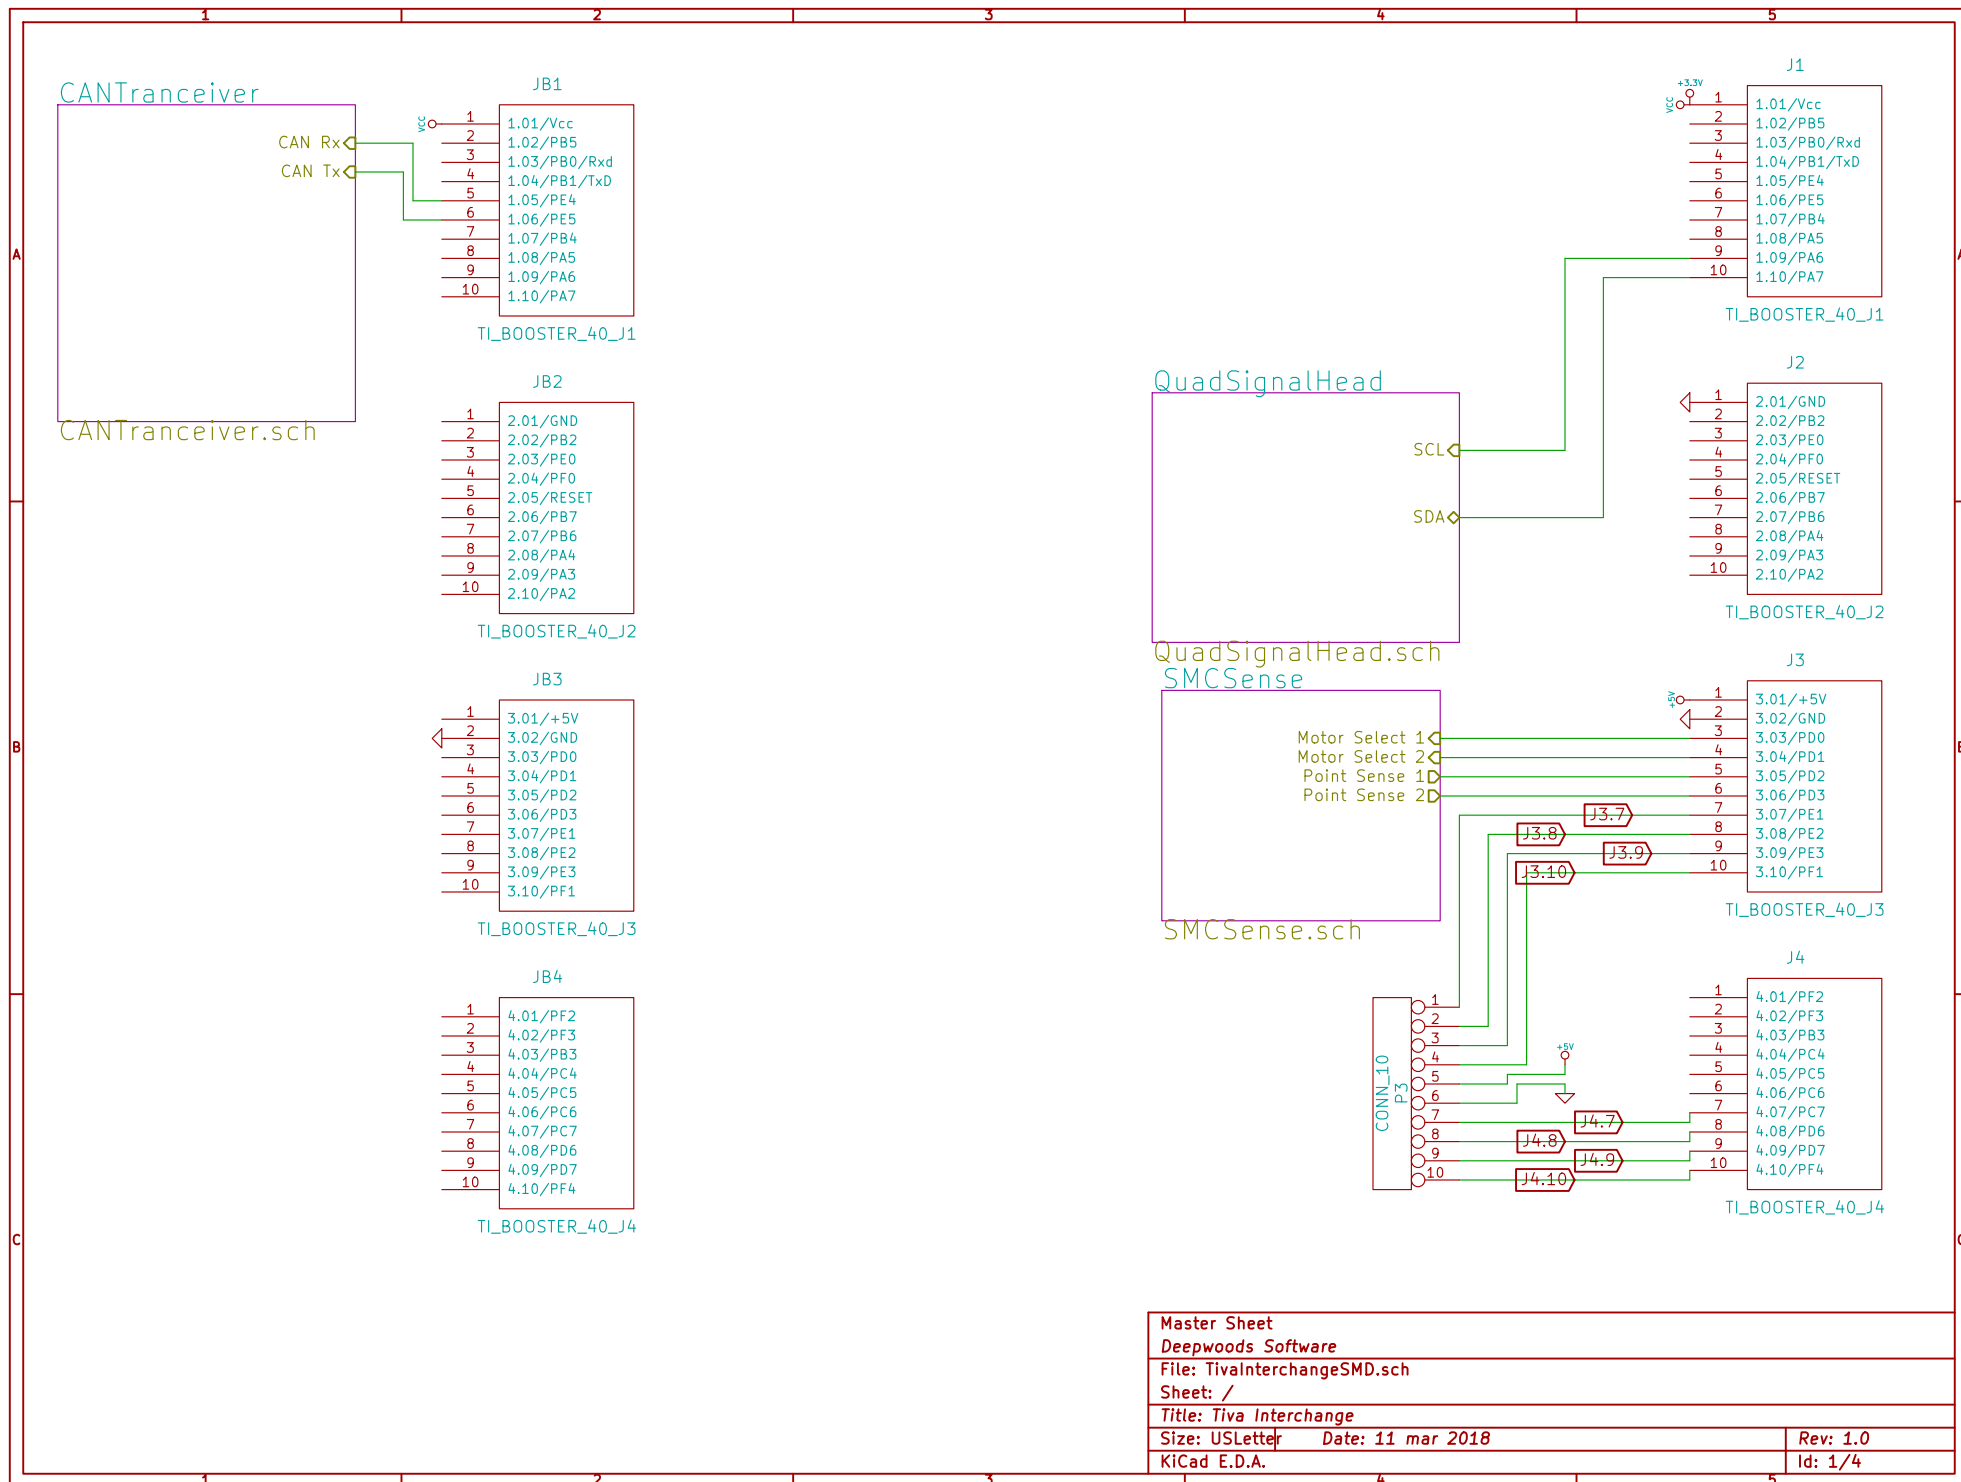 1 2 3 4 5
A
B
C
A
B
C
CANTranceiver
CAN Rx
CAN Tx
CANTranceiver.sch
JB1
VCC
1 1.01/Vcc
2 1.02/PB5
3 1.03/PB0/Rxd
4 1.04/PB1/TxD
5 1.05/PE4
6 1.06/PE5
7 1.07/PB4
8 1.08/PA5
9 1.09/PA6
10 1.10/PA7
TI_BOOSTER_40_J1
JB2
1 2.01/GND
2 2.02/PB2
3 2.03/PE0
4 2.04/PF0
5 2.05/RESET
6 2.06/PB7
7 2.07/PB6
8 2.08/PA4
9 2.09/PA3
10 2.10/PA2
TI_BOOSTER_40_J2
JB3
1 3.01/+5V
2 3.02/GND
3 3.03/PD0
4 3.04/PD1
5 3.05/PD2
6 3.06/PD3
7 3.07/PE1
8 3.08/PE2
9 3.09/PE3
10 3.10/PF1
TI_BOOSTER_40_J3
JB4
1 4.01/PF2
2 4.02/PF3
3 4.03/PB3
4 4.04/PC4
5 4.05/PC5
6 4.06/PC6
7 4.07/PC7
8 4.08/PD6
9 4.09/PD7
10 4.10/PF4
TI_BOOSTER_40_J4
J1
+3.3V
VCC
1 1.01/Vcc
2 1.02/PB5
3 1.03/PB0/Rxd
4 1.04/PB1/TxD
5 1.05/PE4
6 1.06/PE5
7 1.07/PB4
8 1.08/PA5
9 1.09/PA6
10 1.10/PA7
TI_BOOSTER_40_J1
QuadSignalHead
SCL
SDA
QuadSignalHead.sch
J2
1 2.01/GND
2 2.02/PB2
3 2.03/PE0
4 2.04/PF0
5 2.05/RESET
6 2.06/PB7
7 2.07/PB6
8 2.08/PA4
9 2.09/PA3
10 2.10/PA2
TI_BOOSTER_40_J2
SMCSense
Motor Select 1
Motor Select 2
Point Sense 1
Point Sense 2
SMCSense.sch
J3
+5V
1 3.01/+5V
2 3.02/GND
3 3.03/PD0
4 3.04/PD1
5 3.05/PD2
6 3.06/PD3
7 3.07/PE1
8 3.08/PE2
9 3.09/PE3
10 3.10/PF1
TI_BOOSTER_40_J3
J3.7
J3.8
J3.9
J3.10
CONN_10
P3
1
2
3
4
5
6
7
8
9
10
+5V
J4.7
J4.8
J4.9
J4.10
J4
1 4.01/PF2
2 4.02/PF3
3 4.03/PB3
4 4.04/PC4
5 4.05/PC5
6 4.06/PC6
7 4.07/PC7
8 4.08/PD6
9 4.09/PD7
10 4.10/PF4
TI_BOOSTER_40_J4
Master Sheet
Deepwoods Software
File: TivaInterchangeSMD.sch
Sheet: /
Title: Tiva Interchange
Size: USLetter Date: 11 mar 2018 Rev: 1.0
KiCad E.D.A. Id: 1/4
1 2 3 4 5